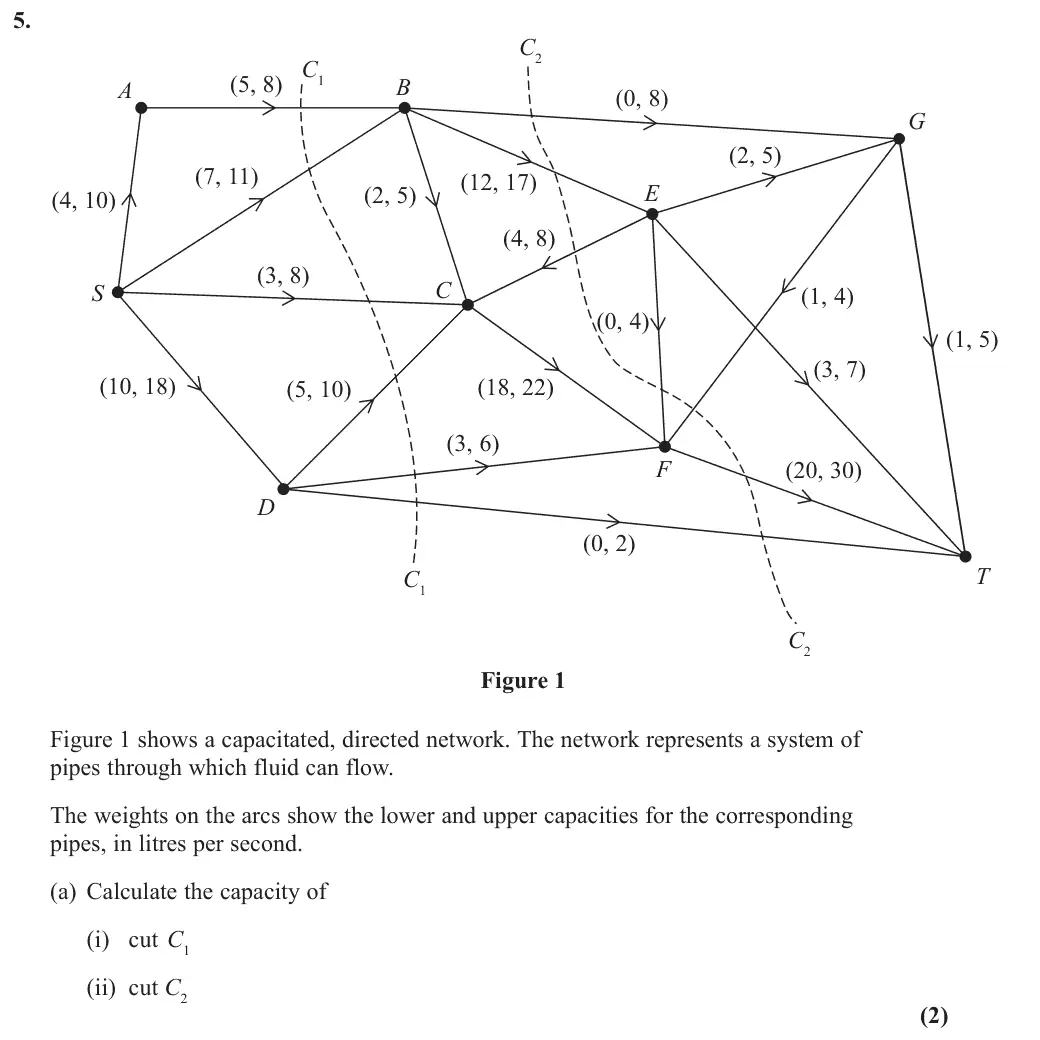 5.
C₂
C₁
A
(5, 8)
B
(0, 8)
G
(7, 11)
(2, 5)
(12, 17)
(2, 5)
(4, 10)
E
(4, 8)
S
(3, 8)
C
(0, 4)
(1, 4)
(1, 5)
(10, 18)
(5, 10)
(18, 22)
(3, 7)
(3, 6)
F
(20, 30)
D
(0, 2)
T
C₁
C₂
Figure 1
Figure 1 shows a capacitated, directed network. The network represents a system of
pipes through which fluid can flow.
The weights on the arcs show the lower and upper capacities for the corresponding
pipes, in litres per second.
(a) Calculate the capacity of
(i) cut C₁
(ii) cut C₂
(2)